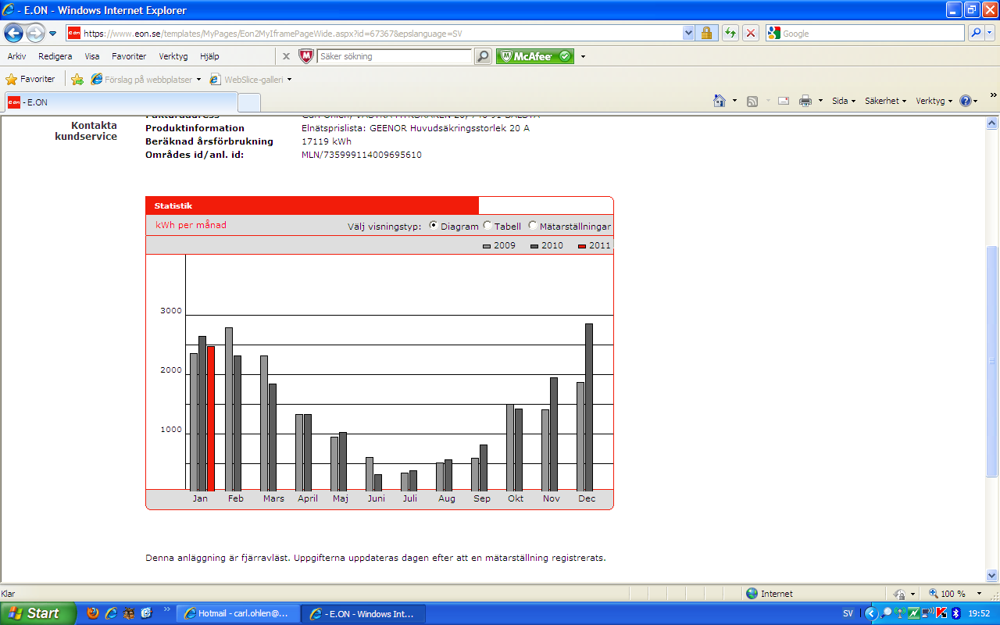 - E.ON - Windows Internet Explorer
e·on https://www.eon.se/templates/MyPages/Eon2MyIframePageWide.aspx?id=67367&epslanguage=SV Google
Arkiv Redigera Visa Favoriter Verktyg Hjälp x Säker sökning McAfee
Favoriter Förslag på webbplatser WebSlice-galleri
- E.ON Sida Säkerhet Verktyg
Kontakta
kundservice
Produktinformation Elnätsprislista: GEENOR Huvudsäkringsstorlek 20 A
Beräknad årsförbrukning 17119 kWh
Områdes id/anl. id: MLN/735999114009695610
Statistik
kWh per månad Välj visningstyp: Diagram Tabell Mätarställningar
2009 2010 2011
3000
2000
1000
Jan Feb Mars April Maj Juni Juli Aug Sep Okt Nov Dec
Denna anläggning är fjärravläst. Uppgifterna uppdateras dagen efter att en mätarställning registrerats.
Klar Internet 100 %
Start Hotmail - carl.ohlen@... - E.ON - Windows Int... SV 19:52